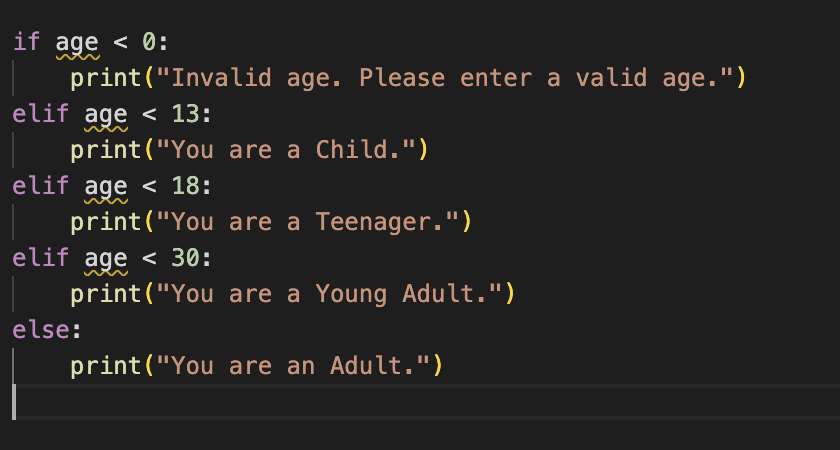 if age < 0:
    print("Invalid age. Please enter a valid age.")
elif age < 13:
    print("You are a Child.")
elif age < 18:
    print("You are a Teenager.")
elif age < 30:
    print("You are a Young Adult.")
else:
    print("You are an Adult.")